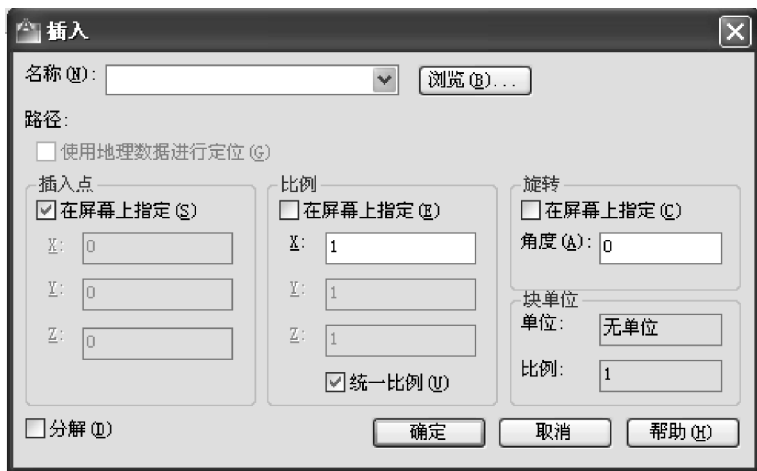 插入
名称(N): 浏览(B)...
路径:
使用地理数据进行定位(G)
插入点 比例 旋转
在屏幕上指定(S) 在屏幕上指定(E) 在屏幕上指定(C)
X: 0 X: 1 角度(A): 0
Y: 0 Y: 1 块单位
Z: 0 Z: 1 单位: 无单位
统一比例(U) 比例: 1
分解(D) 确定 取消 帮助(H)